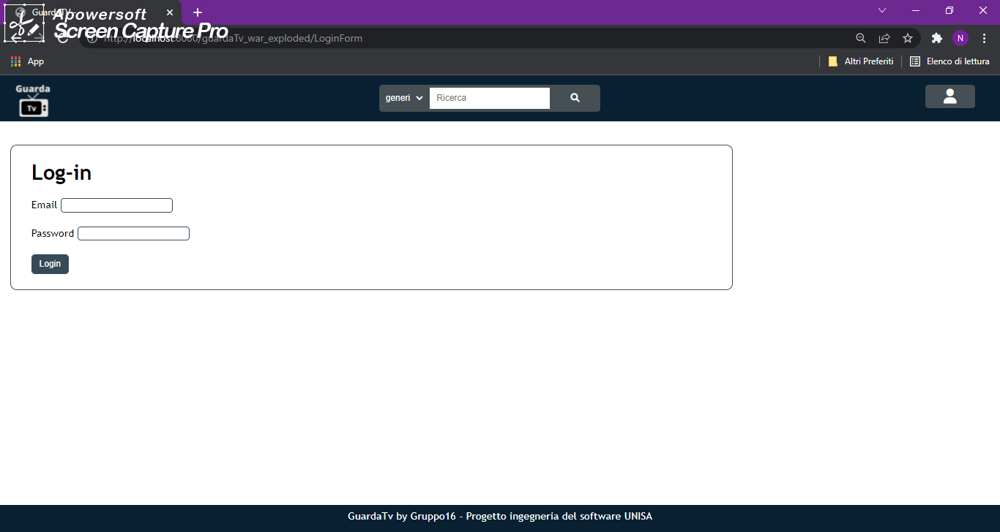 GuardaTV
Apowersoft
Screen Capture Pro
http://localhost:8080/guardaTv_war_exploded/LoginForm
N
App
Altri Preferiti
Elenco di lettura
Guarda
Tv
generi
Ricerca
Log-in
Email
Password
Login
GuardaTv by Gruppo16 - Progetto ingegneria del software UNISA